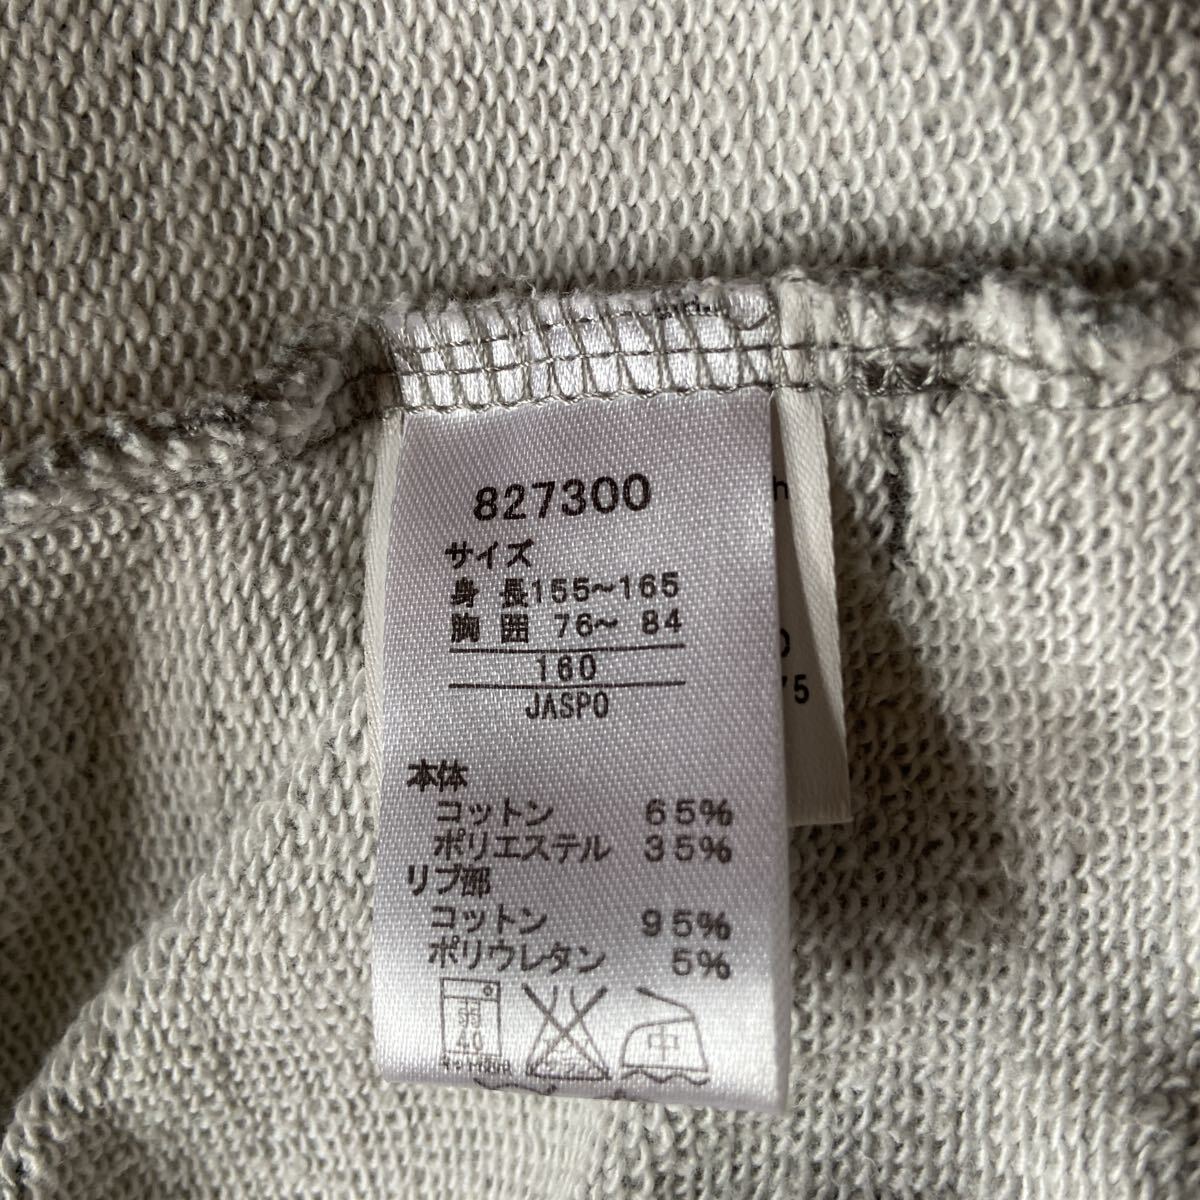 827300
サイズ
身 長155~165
胸 囲 76~ 84
160
JASPO
本体
コットン 65%
ポリエステル 35%
リブ部
コットン 95%
ポリウレタン 5%
40
中
h
0
75